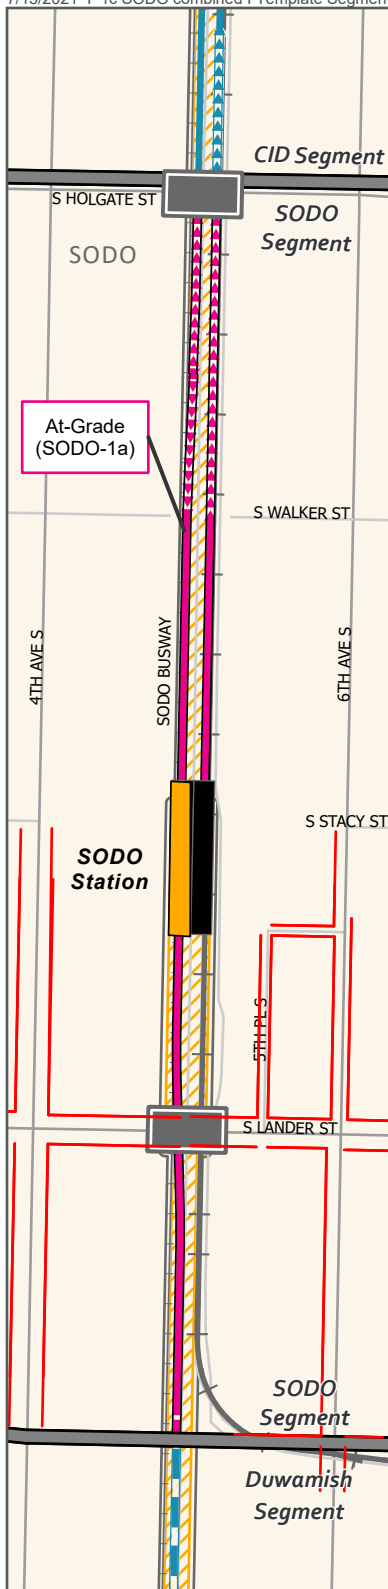 CID Segment
S HOLGATE ST
SODO
Segment
SODO
At-Grade
(SODO-1a)
S WALKER ST
4TH AVE S
SODO BUSWAY
6TH AVE S
S STACY ST
SODO
Station
5TH PL S
S LANDER ST
SODO
Segment
Duwamish
Segment